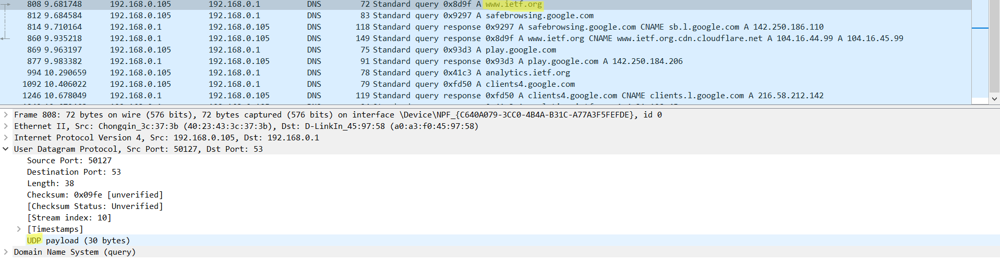 808 9.681748 192.168.0.105 192.168.0.1 DNS 72 Standard query 0x8d9f A www.ietf.org
812 9.684584 192.168.0.105 192.168.0.1 DNS 83 Standard query 0x9297 A safebrowsing.google.com
814 9.710164 192.168.0.1 192.168.0.105 DNS 118 Standard query response 0x9297 A safebrowsing.google.com CNAME sb.l.google.com A 142.250.186.110
860 9.935218 192.168.0.1 192.168.0.105 DNS 149 Standard query response 0x8d9f A www.ietf.org CNAME www.ietf.org.cdn.cloudflare.net A 104.16.44.99 A 104.16.45.99
869 9.963197 192.168.0.105 192.168.0.1 DNS 75 Standard query 0x93d3 A play.google.com
877 9.983382 192.168.0.1 192.168.0.105 DNS 91 Standard query response 0x93d3 A play.google.com A 142.250.184.206
994 10.290659 192.168.0.105 192.168.0.1 DNS 78 Standard query 0x41c3 A analytics.ietf.org
1092 10.406022 192.168.0.105 192.168.0.1 DNS 79 Standard query 0xfd50 A clients4.google.com
1246 10.678049 192.168.0.1 192.168.0.105 DNS 119 Standard query response 0xfd50 A clients4.google.com CNAME clients.l.google.com A 216.58.212.142
Frame 808: 72 bytes on wire (576 bits), 72 bytes captured (576 bits) on interface \Device\NPF_{C640A079-3CC0-4B4A-B31C-A77A3F5FEFDE}, id 0
Ethernet II, Src: Chongqin_3c:37:3b (40:23:43:3c:37:3b), Dst: D-LinkIn_45:97:58 (a0:a3:f0:45:97:58)
Internet Protocol Version 4, Src: 192.168.0.105, Dst: 192.168.0.1
User Datagram Protocol, Src Port: 50127, Dst Port: 53
Source Port: 50127
Destination Port: 53
Length: 38
Checksum: 0x09fe [unverified]
[Checksum Status: Unverified]
[Stream index: 10]
[Timestamps]
UDP payload (30 bytes)
Domain Name System (query)